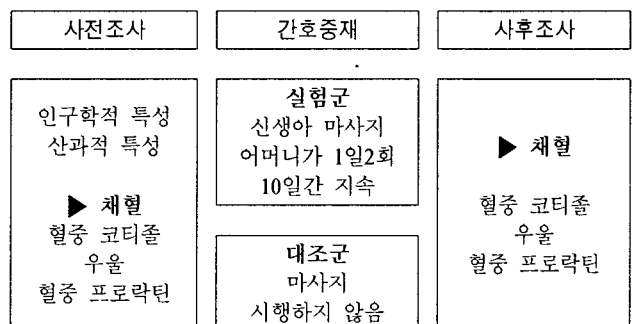 사전조사
간호중재
사후조사
인구학적 특성
산과적 특성
▶ 채혈
혈중 코티졸
우울
혈중 프로락틴
실험군
신생아 마사지
어머니가 1일2회
10일간 지속
대조군
마사지
시행하지 않음
▶ 채혈
혈중 코티졸
우울
혈중 프로락틴